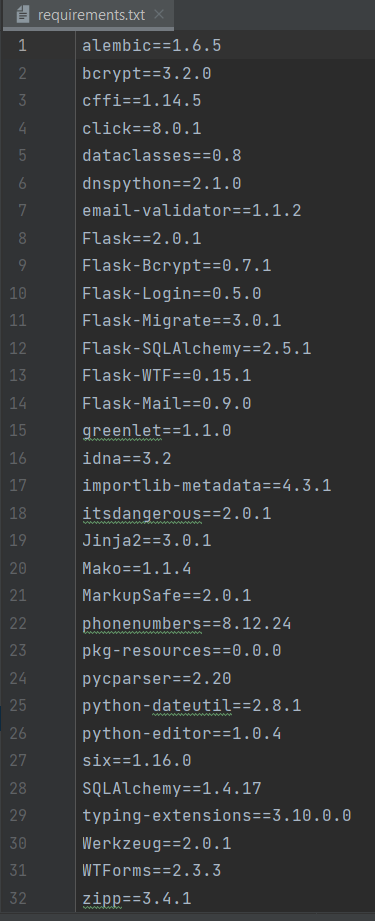 requirements.txt
1 alembic==1.6.5
2 bcrypt==3.2.0
3 cffi==1.14.5
4 click==8.0.1
5 dataclasses==0.8
6 dnspython==2.1.0
7 email-validator==1.1.2
8 Flask==2.0.1
9 Flask-Bcrypt==0.7.1
10 Flask-Login==0.5.0
11 Flask-Migrate==3.0.1
12 Flask-SQLAlchemy==2.5.1
13 Flask-WTF==0.15.1
14 Flask-Mail==0.9.0
15 greenlet==1.1.0
16 idna==3.2
17 importlib-metadata==4.3.1
18 itsdangerous==2.0.1
19 Jinja2==3.0.1
20 Mako==1.1.4
21 MarkupSafe==2.0.1
22 phonenumbers==8.12.24
23 pkg-resources==0.0.0
24 pycparser==2.20
25 python-dateutil==2.8.1
26 python-editor==1.0.4
27 six==1.16.0
28 SQLAlchemy==1.4.17
29 typing-extensions==3.10.0.0
30 Werkzeug==2.0.1
31 WTForms==2.3.3
32 zipp==3.4.1